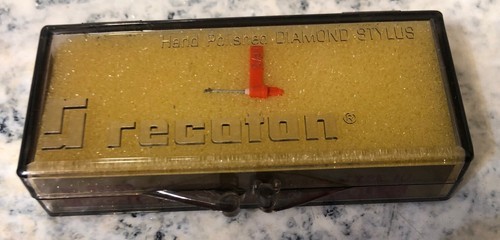 Hand Polished DIAMOND STYLUS
recoton®